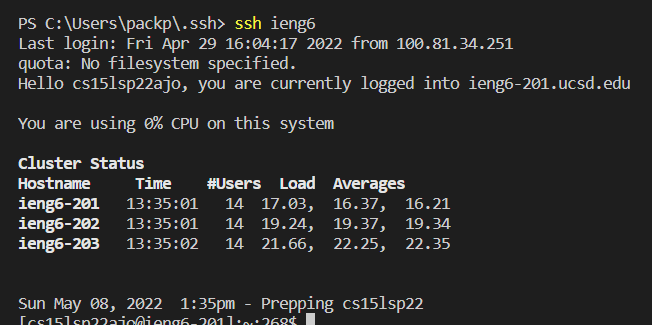 PS C:\Users\packp\.ssh> ssh ieng6
Last login: Fri Apr 29 16:04:17 2022 from 100.81.34.251
quota: No filesystem specified.
Hello cs15lsp22ajo, you are currently logged into ieng6-201.ucsd.edu
You are using 0% CPU on this system
Cluster Status
Hostname     Time    #Users  Load  Averages
ieng6-201   13:35:01   14  17.03,  16.37,  16.21
ieng6-202   13:35:01   14  19.24,  19.37,  19.34
ieng6-203   13:35:02   14  21.66,  22.25,  22.35
Sun May 08, 2022  1:35pm - Prepping cs15lsp22
[cs15lsp22ajo@ieng6-201]:~:268$